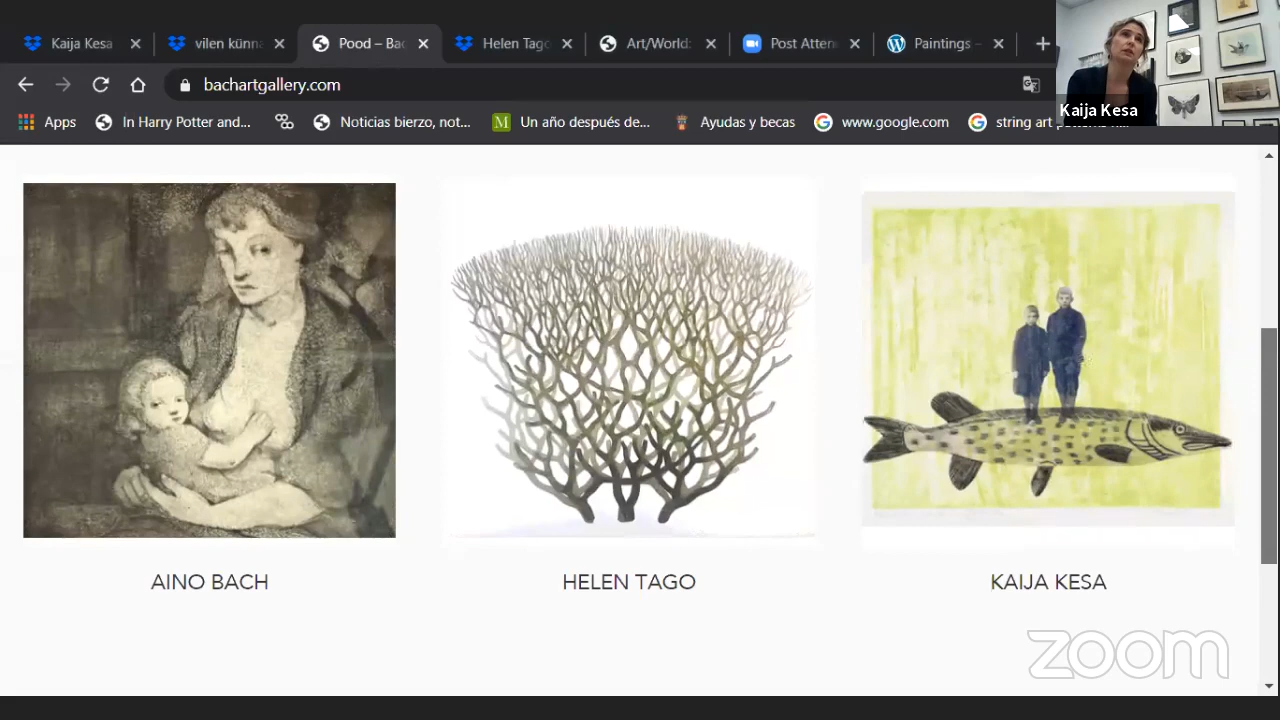 Kaija Kesa
vilen künna
Pood – Bac
Helen Tago
Art/World:
Post Atten
Paintings –
bachartgallery.com
Kaija Kesa
Apps
In Harry Potter and...
Noticias bierzo, not...
M
Un año después de...
Ayudas y becas
www.google.com
string art
AINO BACH
HELEN TAGO
KAIJA KESA
zoom